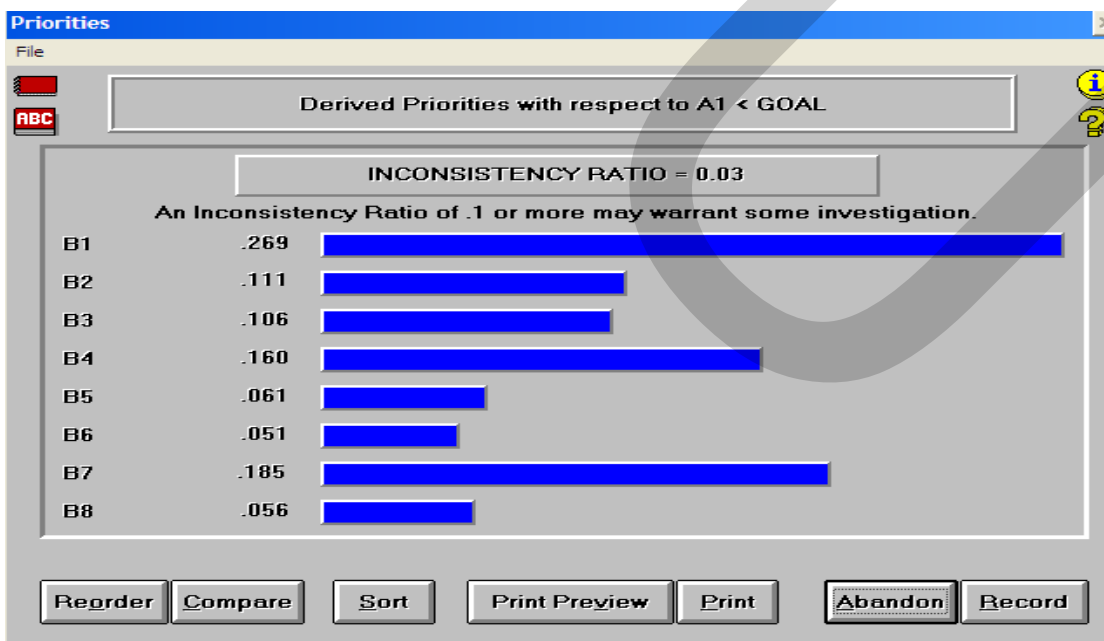 Priorities
File
ABC
Derived Priorities with respect to A1 < GOAL
INCONSISTENCY RATIO = 0.03
An Inconsistency Ratio of .1 or more may warrant some investigation.
B1 .269
B2 .111
B3 .106
B4 .160
B5 .061
B6 .051
B7 .185
B8 .056
Reorder Compare Sort Print Preview Print Abandon Record